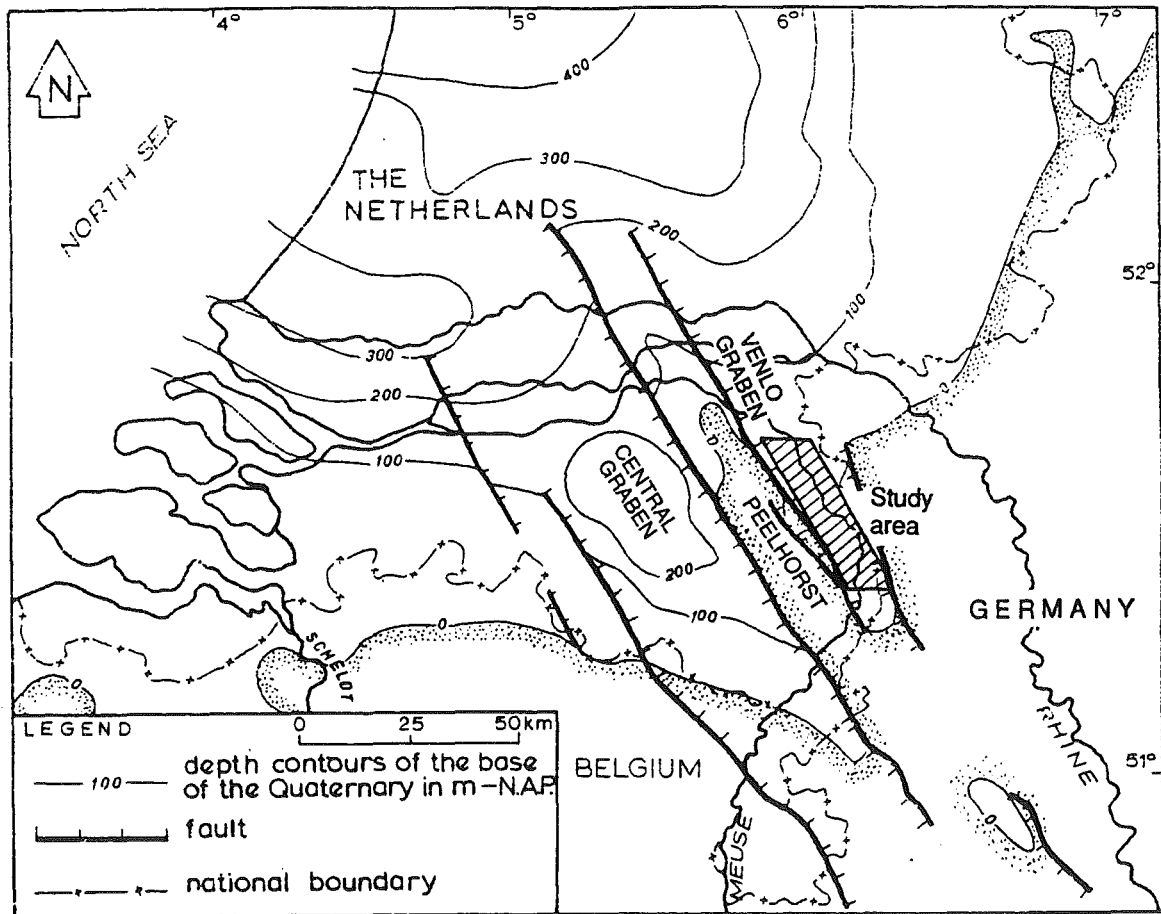 4°
5°
6°
7°
N
NORTH SEA
400
300
THE
NETHERLANDS
200
52°
100
300
200
100
VENLO
GRABEN
0
0
CENTRAL
GRABEN
PEELHORST
Study
area
200
100
GERMANY
0
SCHELDT
0
LEGEND
0 25 50km
100 depth contours of the base
of the Quaternary in m-N.A.P.
fault
national boundary
BELGIUM
MEUSE
RHINE
51°
0